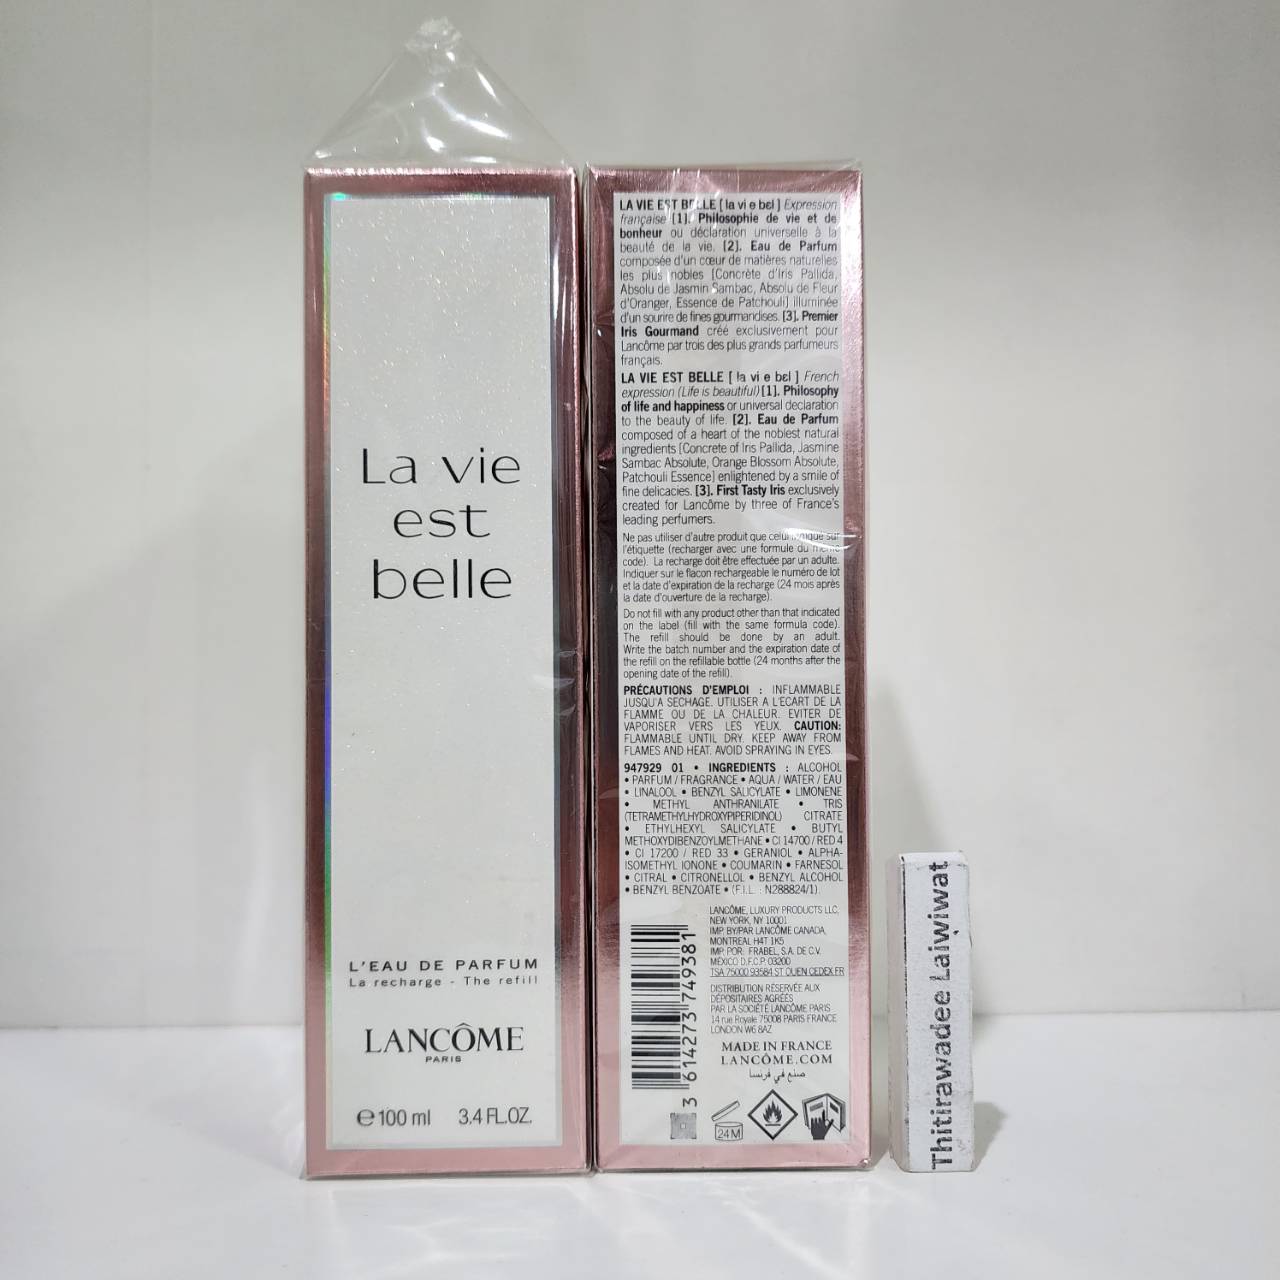 La vie
est
belle
L'EAU DE PARFUM
La recharge - The refill
LANCÔME
PARIS
℮ 100 ml 3.4 FL.OZ.
LA VIE EST BELLE [ la vi e bɛl ] Expression
française [1]. Philosophie de vie et de
bonheur ou déclaration universelle à la
beauté de la vie. [2]. Eau de Parfum
composée d'un cœur de matières naturelles
les plus nobles [Concrète d'Iris Pallida,
Absolu de Jasmin Sambac, Absolu de Fleur
d'Oranger, Essence de Patchouli] illuminée
d'un sourire de fines gourmandises. [3]. Premier
Iris Gourmand créé exclusivement pour
Lancôme par trois des plus grands parfumeurs
français.
LA VIE EST BELLE [ la vi e bɛl ] French
expression (Life is beautiful) [1]. Philosophy
of life and happiness or universal declaration
to the beauty of life. [2]. Eau de Parfum
composed of a heart of the noblest natural
ingredients [Concrete of Iris Pallida, Jasmine
Sambac Absolute, Orange Blossom Absolute,
Patchouli Essence] enlightened by a smile of
fine delicacies. [3]. First Tasty Iris exclusively
created for Lancôme by three of France's
leading perfumers.
Ne pas utiliser d'autre produit que celui indiqué sur
l'étiquette (recharger avec une formule du même
code). La recharge doit être effectuée par un adulte.
Indiquer sur le flacon rechargeable le numéro de lot
et la date d'expiration de la recharge (24 mois après
la date d'ouverture de la recharge).
Do not fill with any product other than that indicated
on the label (fill with the same formula code).
The refill should be done by an adult.
Write the batch number and the expiration date of
the refill on the refillable bottle (24 months after the
opening date of the refill).
PRÉCAUTIONS D'EMPLOI : INFLAMMABLE
JUSQU'A SECHAGE. UTILISER A L'ECART DE LA
FLAMME OU DE LA CHALEUR. EVITER DE
VAPORISER VERS LES YEUX. CAUTION:
FLAMMABLE UNTIL DRY. KEEP AWAY FROM
FLAMES AND HEAT. AVOID SPRAYING IN EYES.
947929 01 • INGREDIENTS : ALCOHOL
• PARFUM / FRAGRANCE • AQUA / WATER / EAU
• LINALOOL • BENZYL SALICYLATE • LIMONENE
• METHYL ANTHRANILATE • TRIS
(TETRAMETHYLHYDROXYPIPERIDINOL) CITRATE
• ETHYLHEXYL SALICYLATE • BUTYL
METHOXYDIBENZOYLMETHANE • CI 14700 / RED 4
• CI 17200 / RED 33 • GERANIOL • ALPHA-
ISOMETHYL IONONE • COUMARIN • FARNESOL
• CITRAL • CITRONELLOL • BENZYL ALCOHOL
• BENZYL BENZOATE • (F.I.L. : N288824/1).
LANCÔME, LUXURY PRODUCTS LLC,
NEW YORK, NY 10001
IMP. BY/PAR LANCÔME CANADA,
MONTREAL H4T 1K5
IMP. POR: FRABEL, S.A. DE C.V.
MÉXICO D.F.C.P. 03200
TSA 75000 93584 ST OUEN CEDEX FR
DISTRIBUTION RÉSERVÉE AUX
DÉPOSITAIRES AGRÉÉS
PAR LA SOCIÉTÉ LANCÔME PARIS
14 rue Royale 75008 PARIS FRANCE
LONDON W6 8AZ
MADE IN FRANCE
LANCÔME.COM
صنع في فرنسا
3 614273 749381
24M
Thitirawadee Laiwiwat